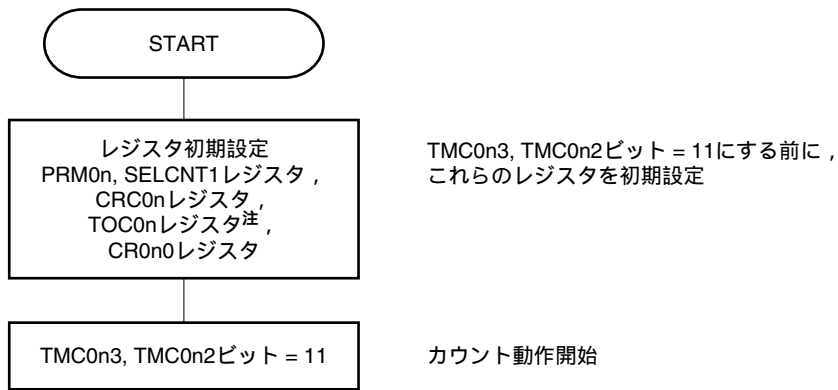 START
レジスタ初期設定
PRM0n, SELCNT1レジスタ，
CRC0nレジスタ，
TOC0nレジスタ注，
CR0n0レジスタ
TMC0n3, TMC0n2ビット = 11にする前に，
これらのレジスタを初期設定
TMC0n3, TMC0n2ビット = 11
カウント動作開始